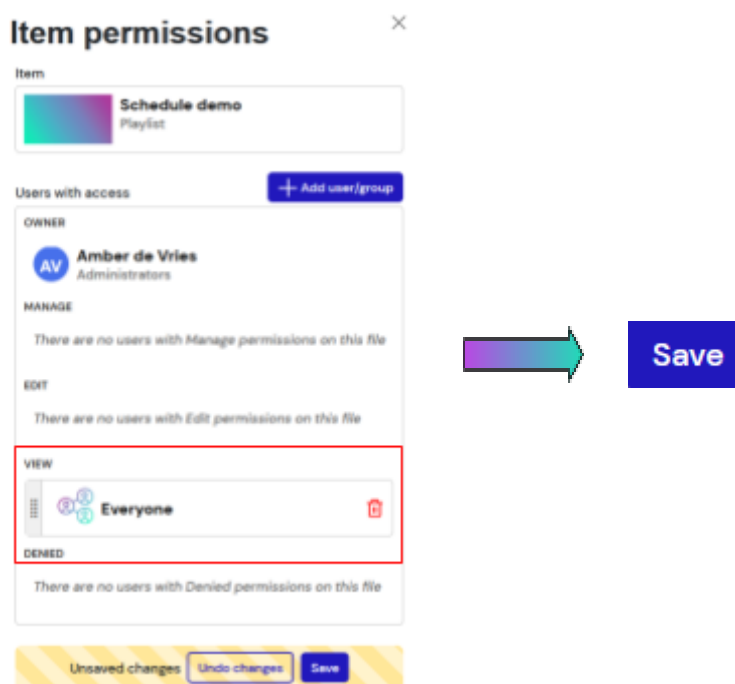 Item permissions
Item
Schedule demo
Playlist
Users with access
Add user/group
OWNER
AV
Amber de Vries
Administrators
MANAGE
There are no users with Manage permissions on this file
EDIT
There are no users with Edit permissions on this file
VIEW
Everyone
DENIED
There are no users with Denied permissions on this file
Unsaved changes Undo changes Save
Save